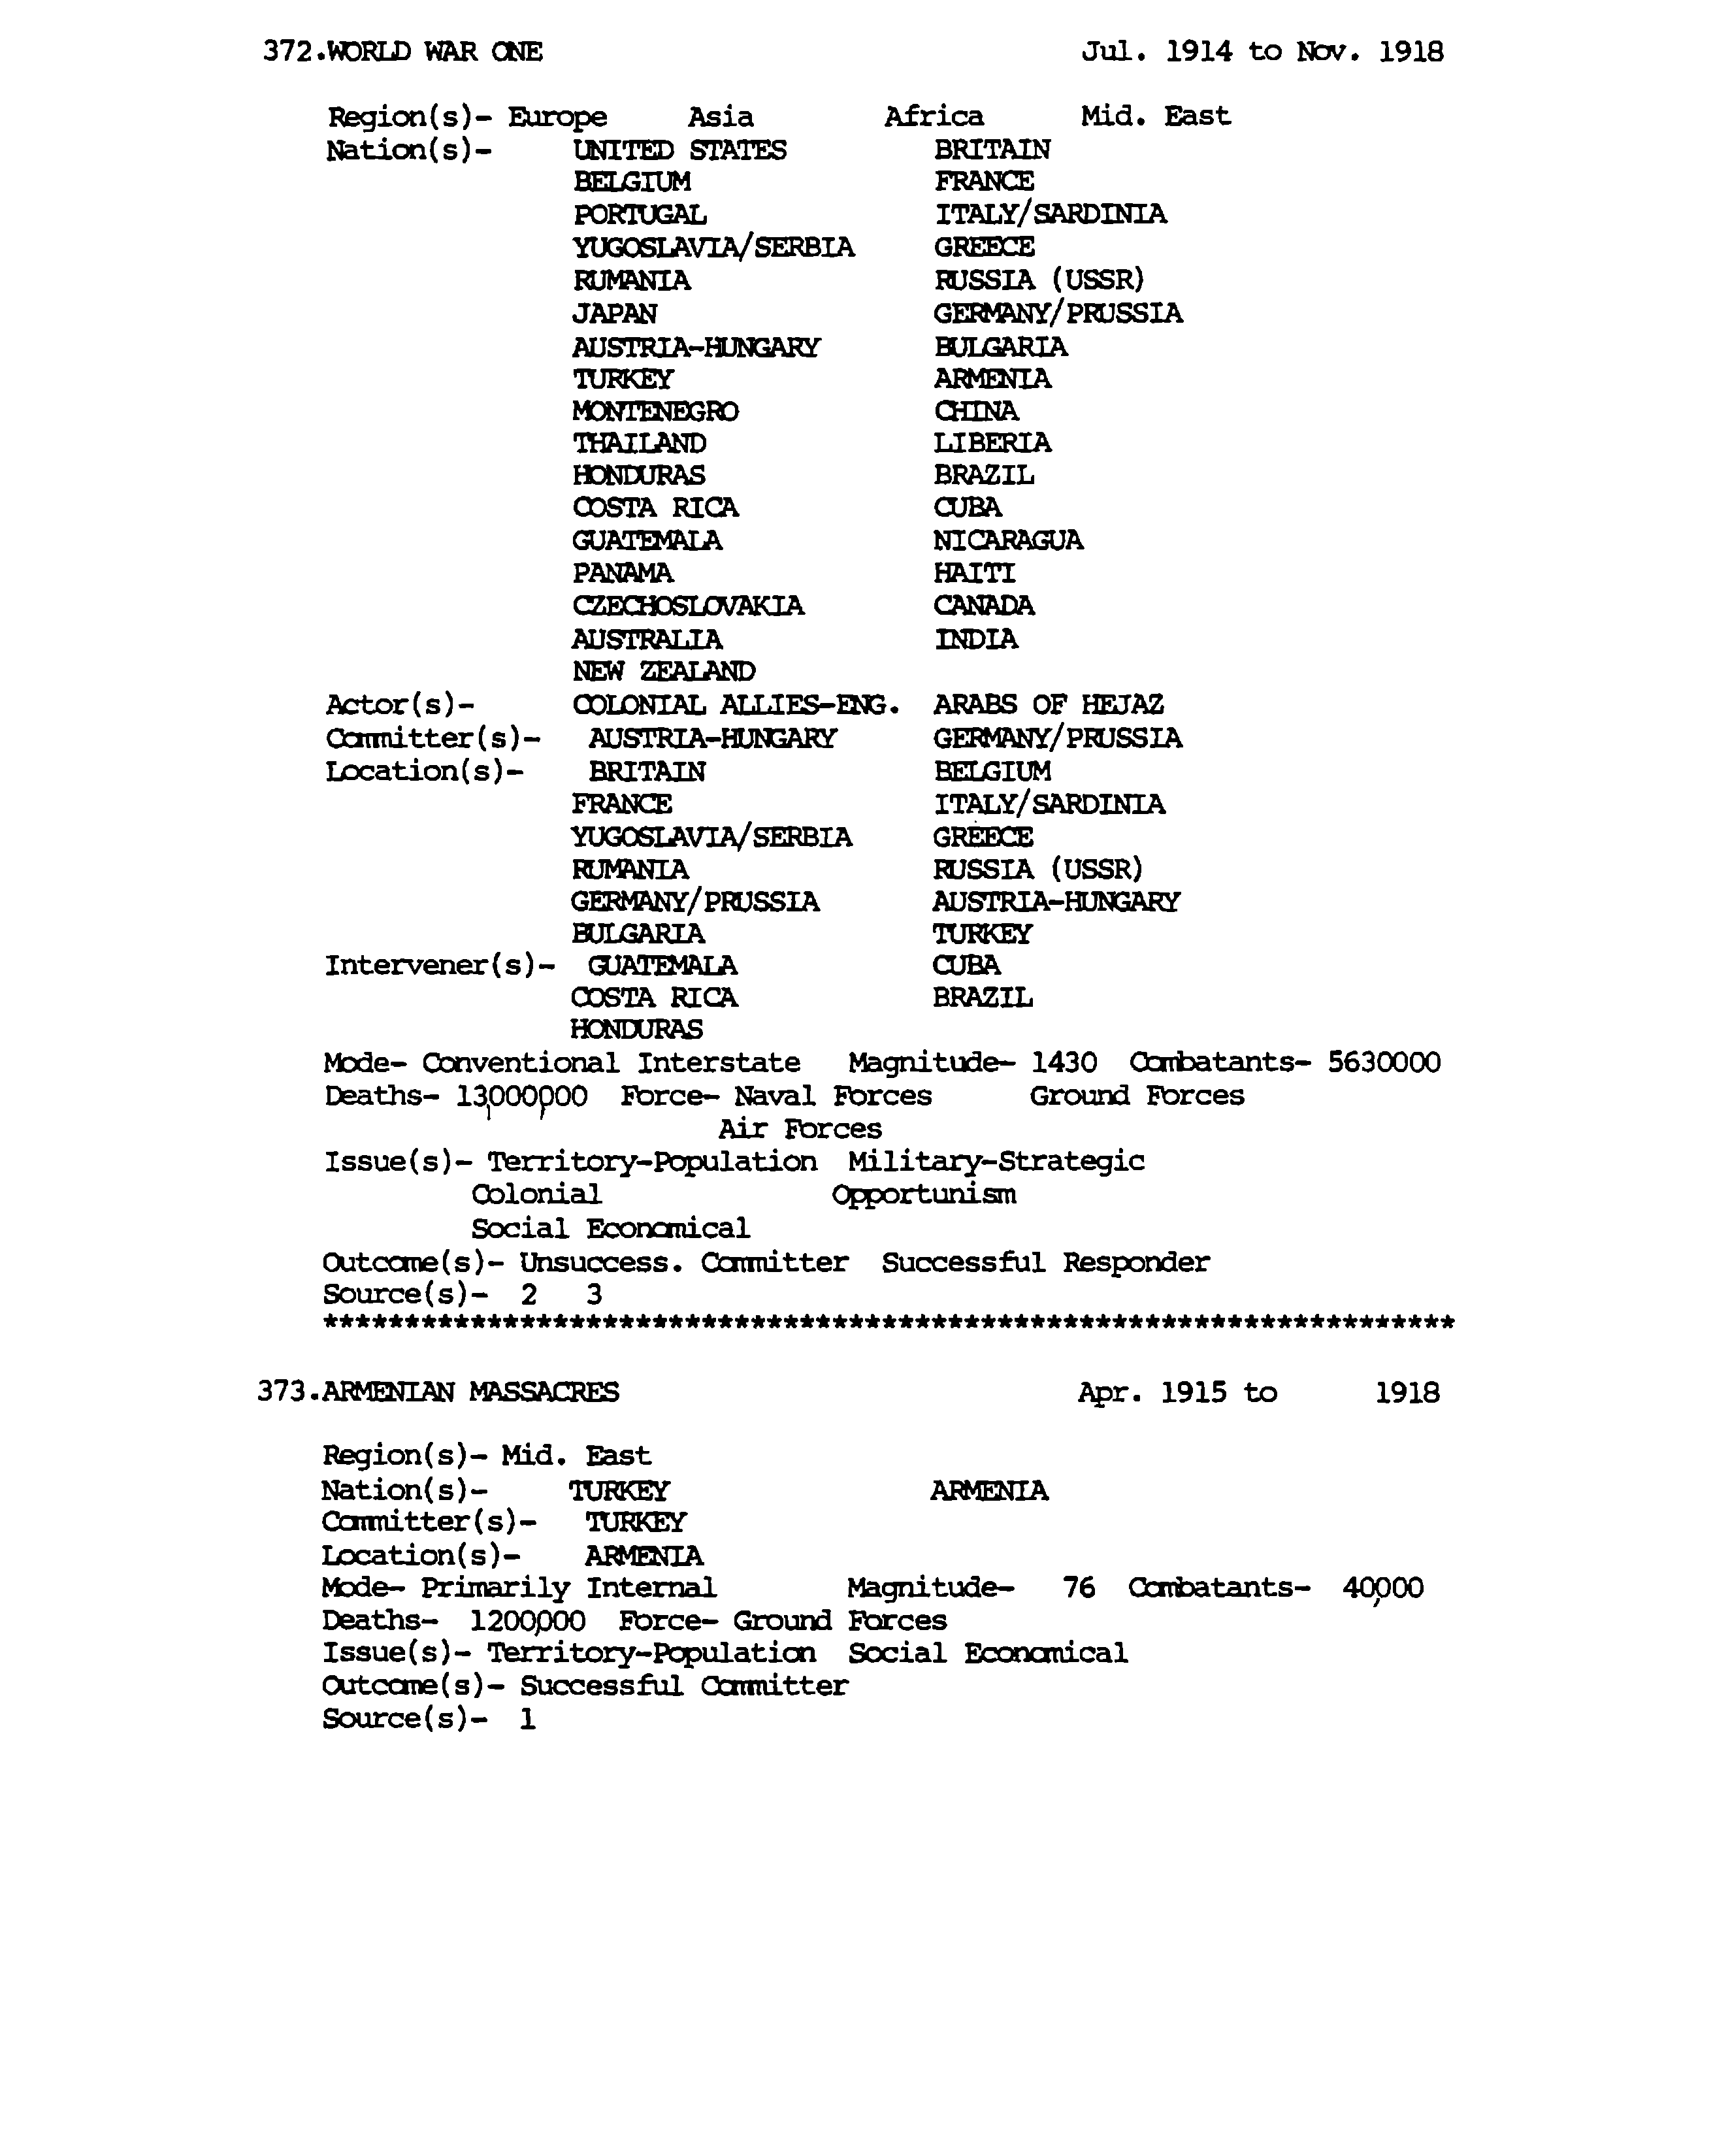 372.WORLD WAR ONE Jul. 1914 to Nov. 1918
Region(s)- Europe Asia Africa Mid. East
Nation(s)- UNITED STATES BRITAIN
BELGIUM FRANCE
PORTUGAL ITALY/SARDINIA
YUGOSLAVIA/SERBIA GREECE
RUMANIA RUSSIA (USSR)
JAPAN GERMANY/PRUSSIA
AUSTRIA-HUNGARY BULGARIA
TURKEY ARMENIA
MONTENEGRO CHINA
THAILAND LIBERIA
HONDURAS BRAZIL
COSTA RICA CUBA
GUATEMALA NICARAGUA
PANAMA HAITI
CZECHOSLOVAKIA CANADA
AUSTRALIA INDIA
NEW ZEALAND
Actor(s)- COLONIAL ALLIES-ENG. ARABS OF HEJAZ
Committer(s)- AUSTRIA-HUNGARY GERMANY/PRUSSIA
Location(s)- BRITAIN BELGIUM
FRANCE ITALY/SARDINIA
YUGOSLAVIA/SERBIA GREECE
RUMANIA RUSSIA (USSR)
GERMANY/PRUSSIA AUSTRIA-HUNGARY
BULGARIA TURKEY
Intervener(s)- GUATEMALA CUBA
COSTA RICA BRAZIL
HONDURAS
Mode- Conventional Interstate Magnitude- 1430 Combatants- 5630000
Deaths- 13,000,000 Force- Naval Forces Ground Forces
Air Forces
Issue(s)- Territory-Population Military-Strategic
Colonial Opportunism
Social Economical
Outcome(s)- Unsuccess. Committer Successful Responder
Source(s)- 2 3
*********************************************************************
373.ARMENIAN MASSACRES Apr. 1915 to 1918
Region(s)- Mid. East
Nation(s)- TURKEY ARMENIA
Committer(s)- TURKEY
Location(s)- ARMENIA
Mode- Primarily Internal Magnitude- 76 Combatants- 40,000
Deaths- 1200,000 Force- Ground Forces
Issue(s)- Territory-Population Social Economical
Outcome(s)- Successful Committer
Source(s)- 1